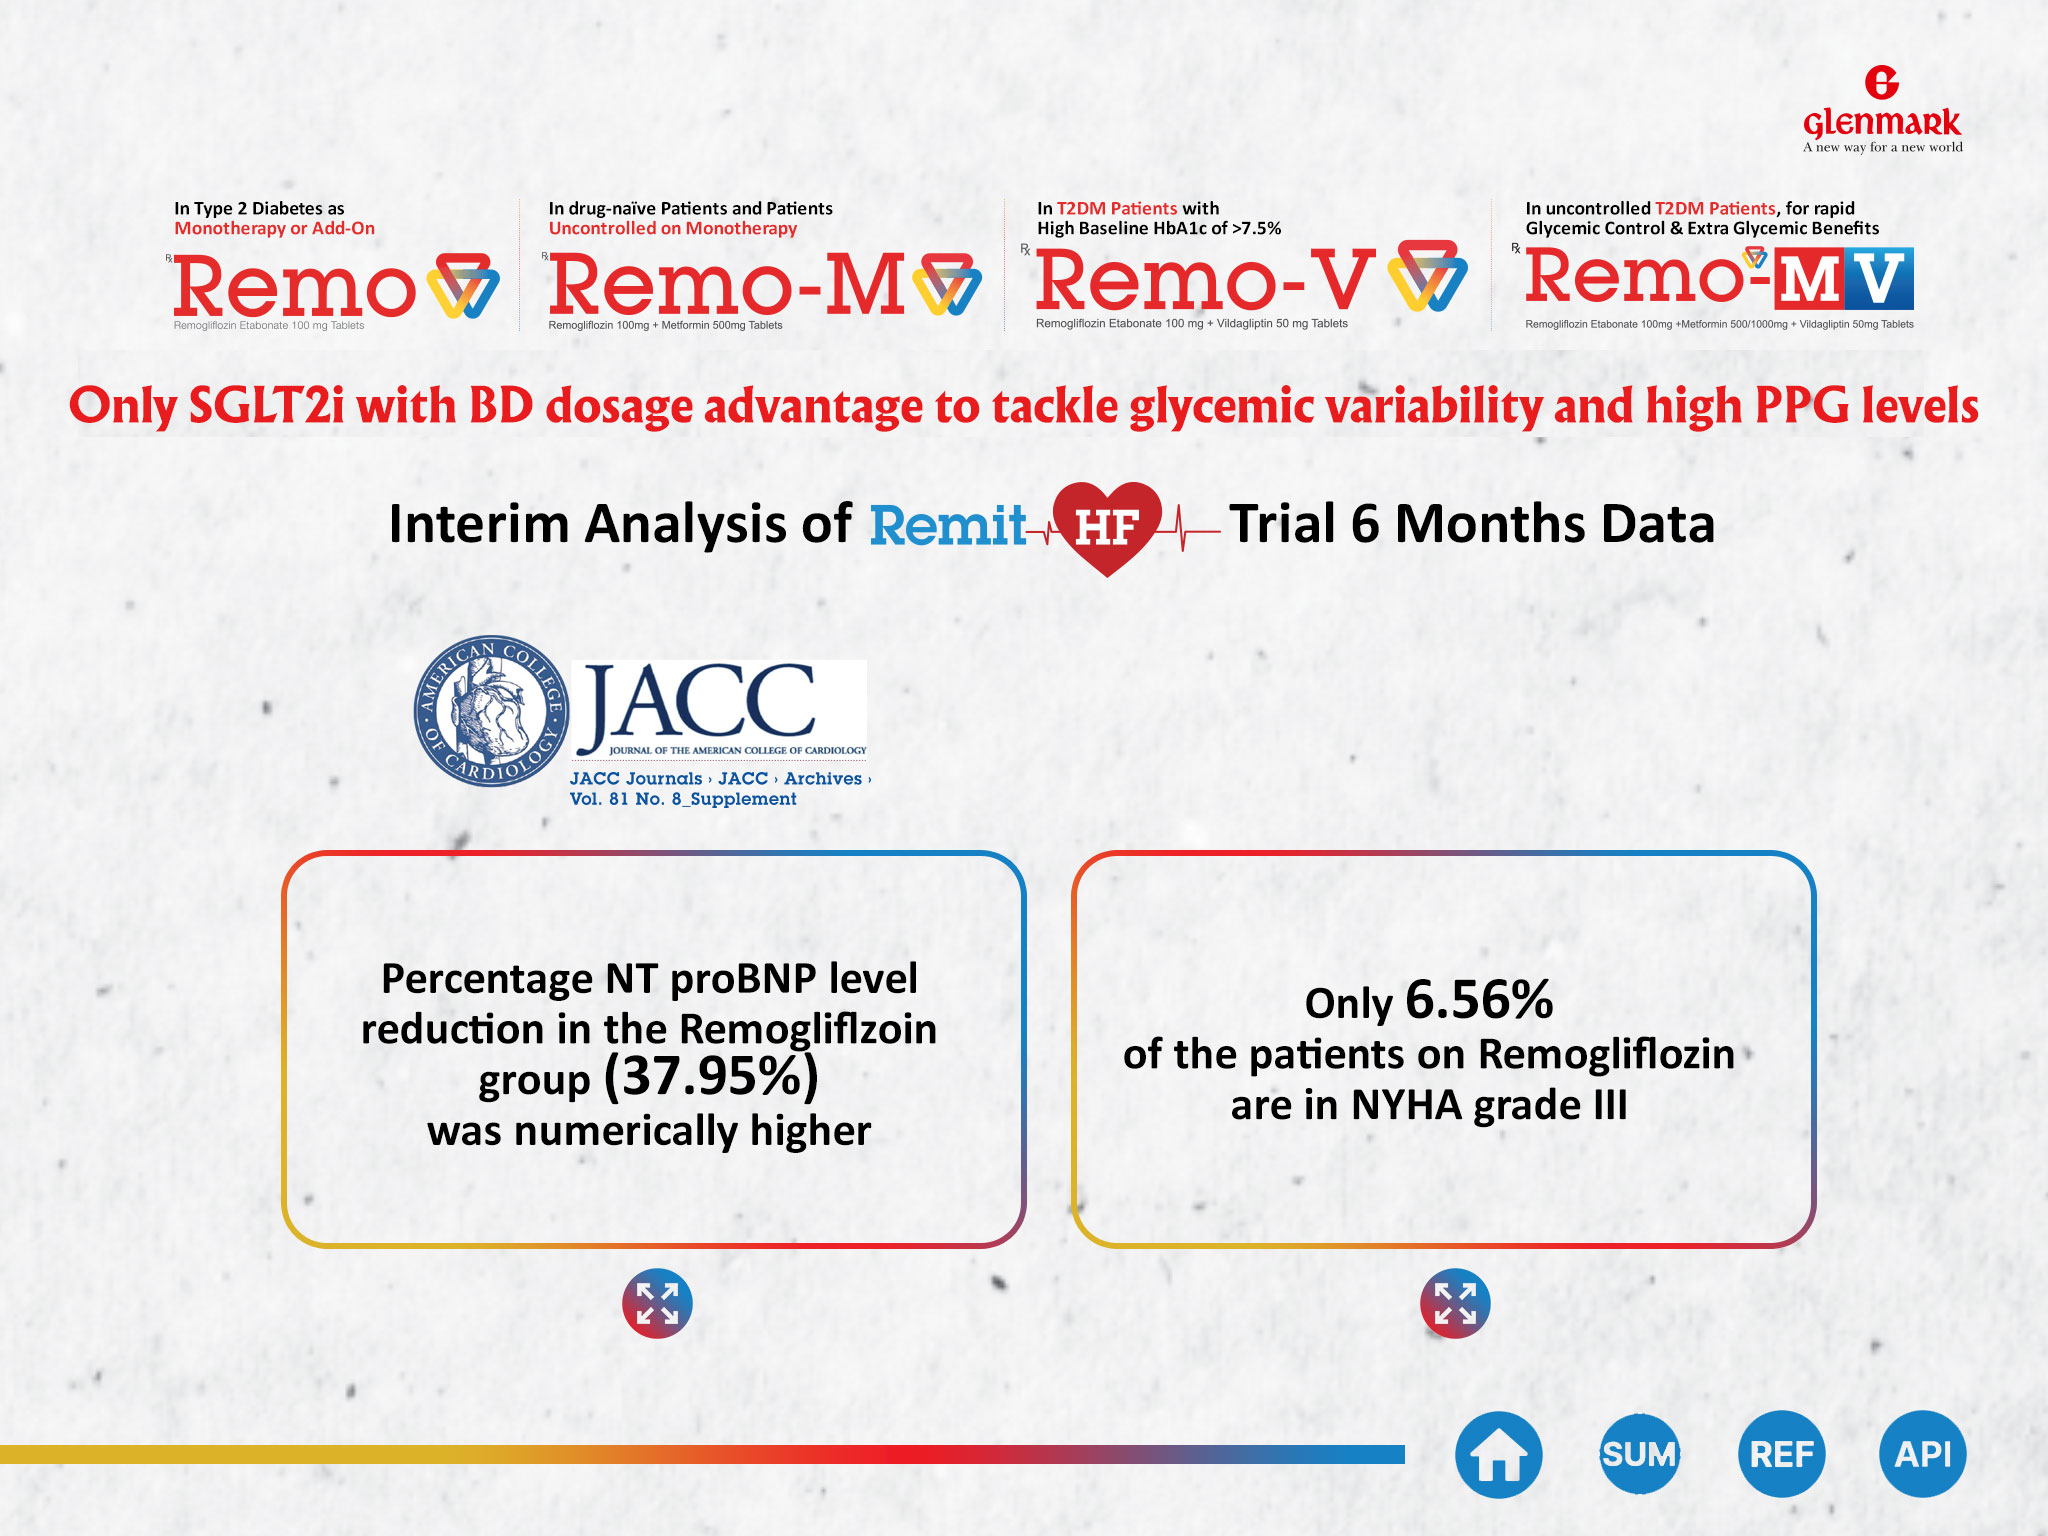 Glenmark
A new way for a new world
In Type 2 Diabetes as
Monotherapy or Add-On
Rx Remo
Remogliflozin Etabonate 100 mg Tablets
In drug-naïve Patients and Patients
Uncontrolled on Monotherapy
Rx Remo-M
Remogliflozin 100mg + Metformin 500mg Tablets
In T2DM Patients with
High Baseline HbA1c of >7.5%
Rx Remo-V
Remogliflozin Etabonate 100 mg + Vildagliptin 50 mg Tablets
In uncontrolled T2DM Patients, for rapid
Glycemic Control & Extra Glycemic Benefits
Rx Remo-MV
Remogliflozin Etabonate 100mg +Metformin 500/1000mg + Vildagliptin 50mg Tablets
Only SGLT2i with BD dosage advantage to tackle glycemic variability and high PPG levels
Interim Analysis of Remit HF Trial 6 Months Data
· AMERICAN COLLEGE · OF CARDIOLOGY
JACC
JOURNAL OF THE AMERICAN COLLEGE OF CARDIOLOGY
JACC Journals › JACC › Archives ›
Vol. 81 No. 8_Supplement
Percentage NT proBNP level
reduction in the Remogliflzoin
group (37.95%)
was numerically higher
Only 6.56%
of the patients on Remogliflozin
are in NYHA grade III
SUM
REF
API